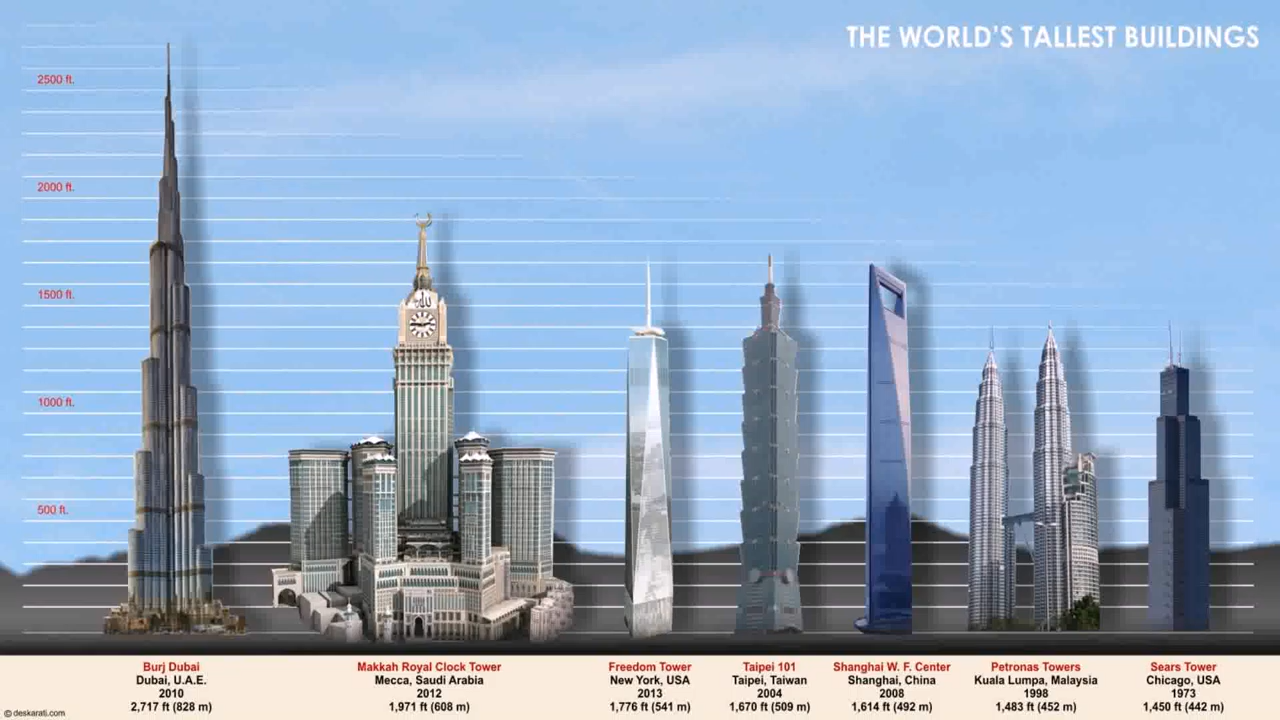 THE WORLD'S TALLEST BUILDINGS
2500 ft.
2000 ft.
1500 ft.
1000 ft.
500 ft.
Burj Dubai
Dubai, U.A.E.
2010
2,717 ft (828 m)
Makkah Royal Clock Tower
Mecca, Saudi Arabia
2012
1,971 ft (608 m)
Freedom Tower
New York, USA
2013
1,776 ft (541 m)
Taipei 101
Taipei, Taiwan
2004
1,670 ft (509 m)
Shanghai W. F. Center
Shanghai, China
2008
1,614 ft (492 m)
Petronas Towers
Kuala Lumpa, Malaysia
1998
1,483 ft (452 m)
Sears Tower
Chicago, USA
1973
1,450 ft (442 m)
© deskarati.com